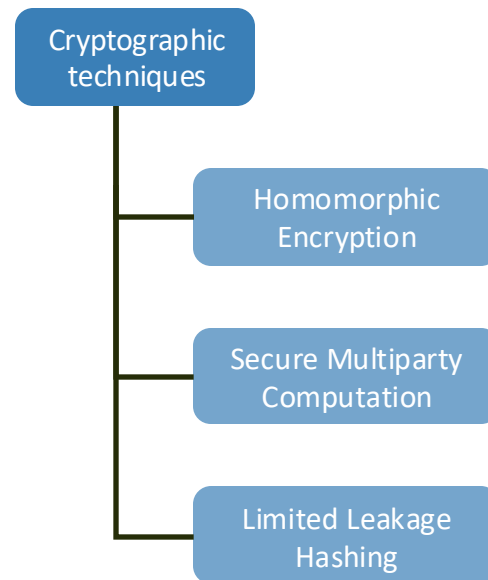 Cryptographic
techniques
Homomorphic
Encryption
Secure Multiparty
Computation
Limited Leakage
Hashing